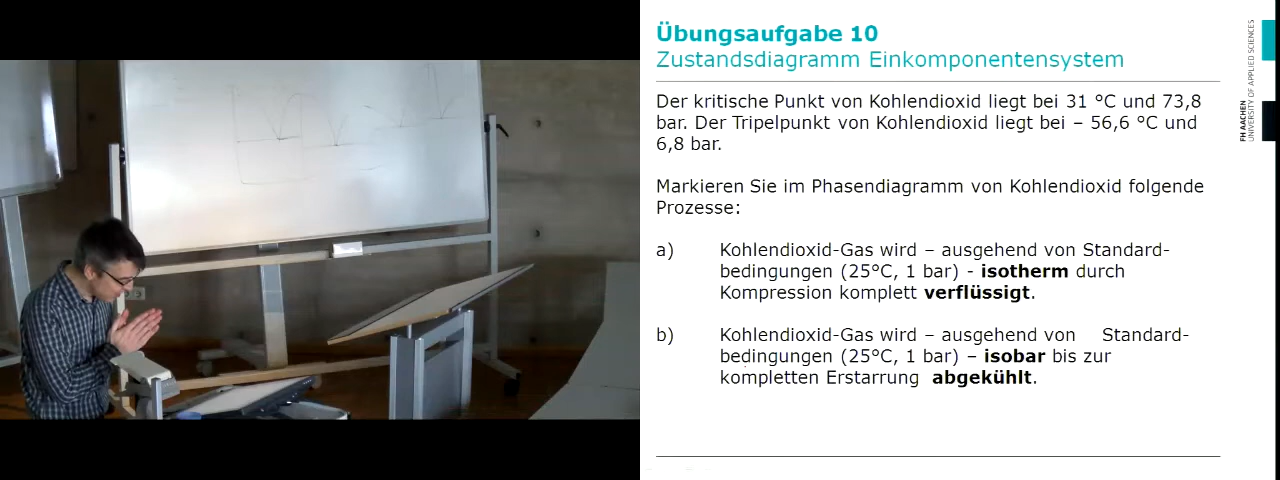 Übungsaufgabe 10
Zustandsdiagramm Einkomponentensystem
Der kritische Punkt von Kohlendioxid liegt bei 31 °C und 73,8
bar. Der Tripelpunkt von Kohlendioxid liegt bei – 56,6 °C und
6,8 bar.
Markieren Sie im Phasendiagramm von Kohlendioxid folgende
Prozesse:
a) Kohlendioxid-Gas wird – ausgehend von Standard-
bedingungen (25°C, 1 bar) - isotherm durch
Kompression komplett verflüssigt.
b) Kohlendioxid-Gas wird – ausgehend von Standard-
bedingungen (25°C, 1 bar) – isobar bis zur
kompletten Erstarrung abgekühlt.
FH AACHEN
UNIVERSITY OF APPLIED SCIENCES